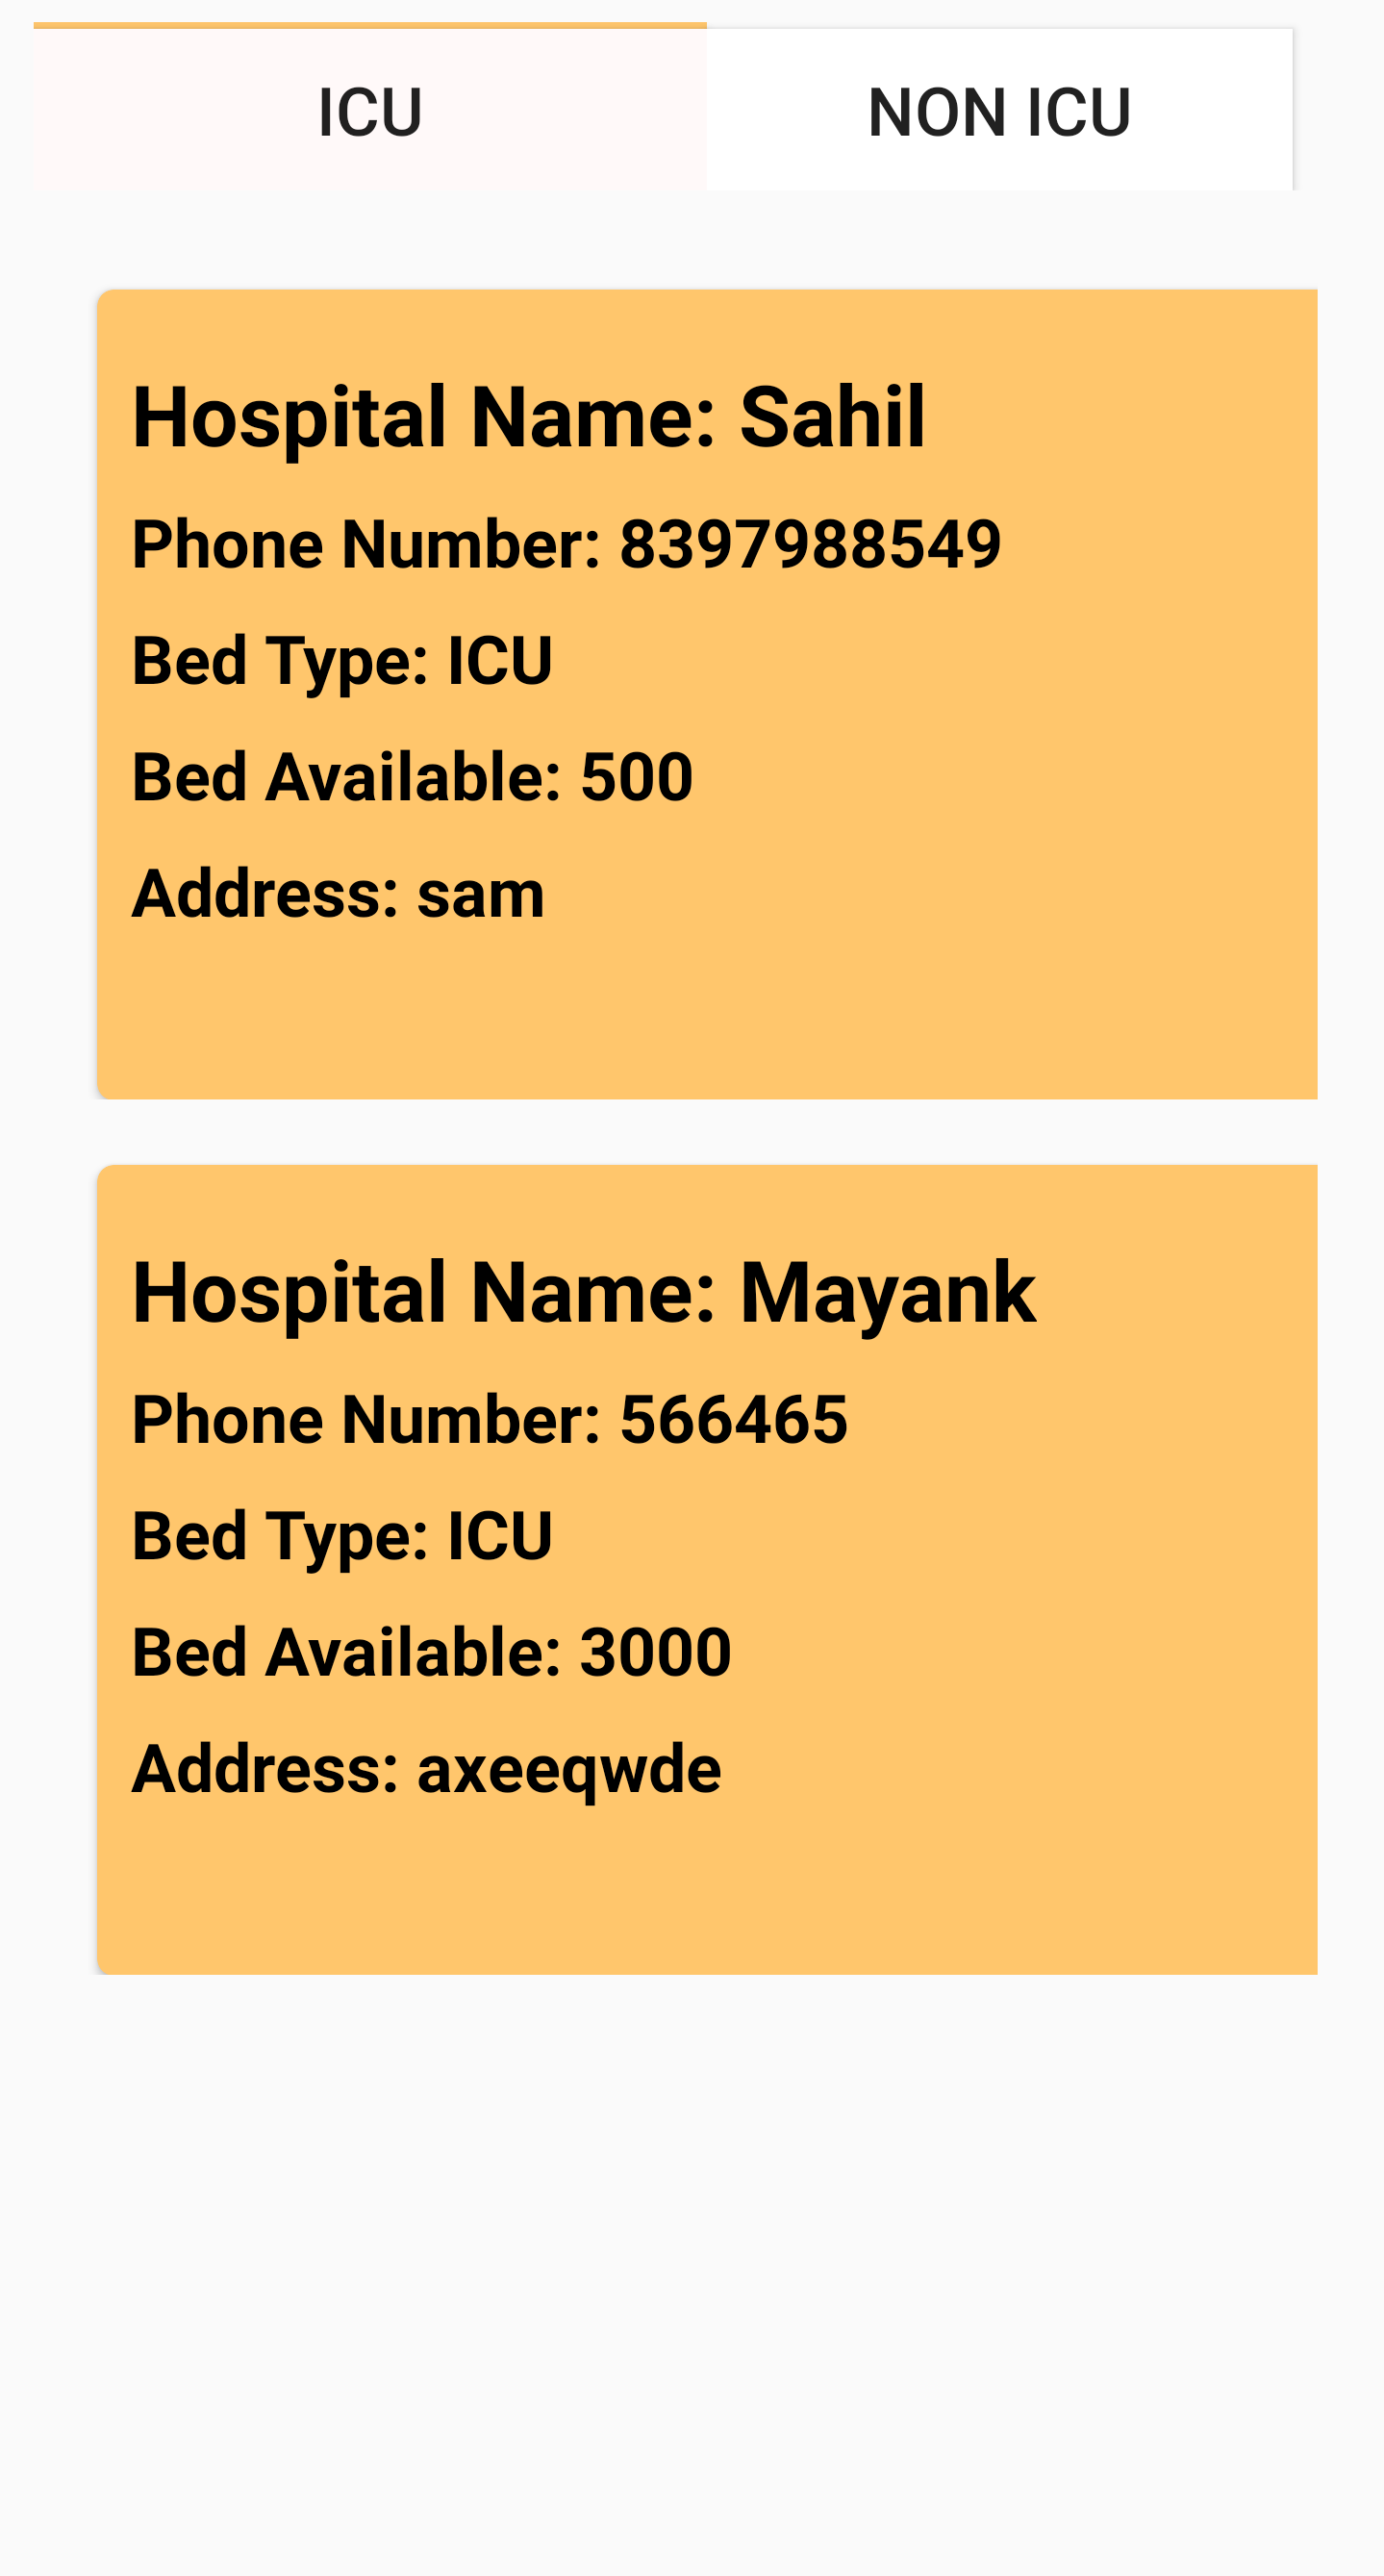 ICU
NON ICU
Hospital Name: Sahil
Phone Number: 8397988549
Bed Type: ICU
Bed Available: 500
Address: sam
Hospital Name: Mayank
Phone Number: 566465
Bed Type: ICU
Bed Available: 3000
Address: axeeqwde